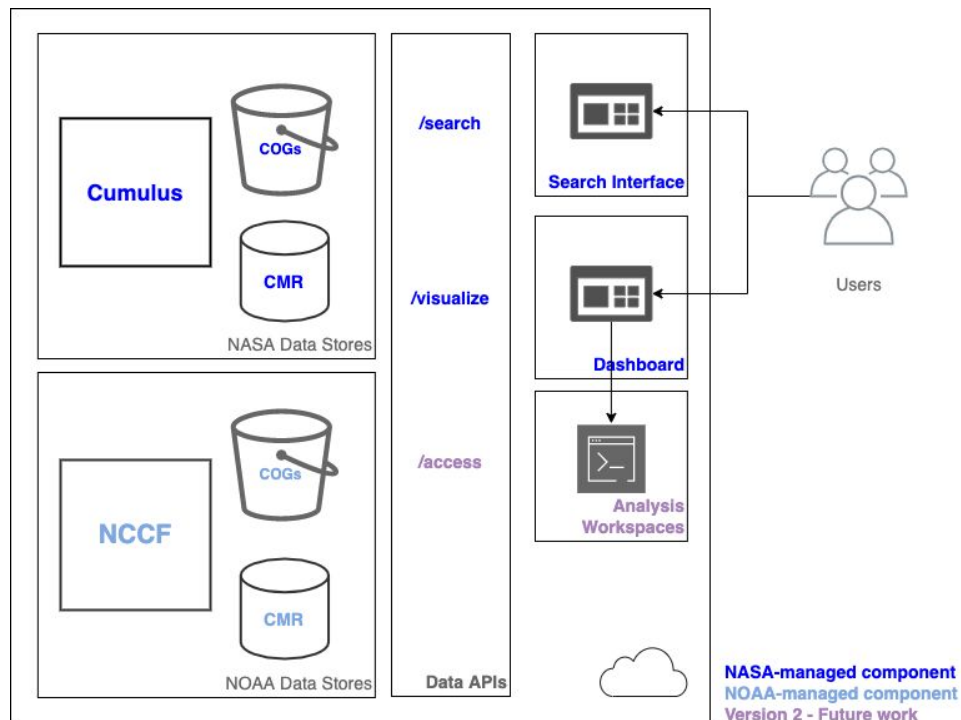 Cumulus
COGs
CMR
NASA Data Stores
NCCF
COGs
CMR
NOAA Data Stores
/search
/visualize
/access
Data APIs
Search Interface
Dashboard
>_
Analysis
Workspaces
Users
NASA-managed component
NOAA-managed component
Version 2 - Future work